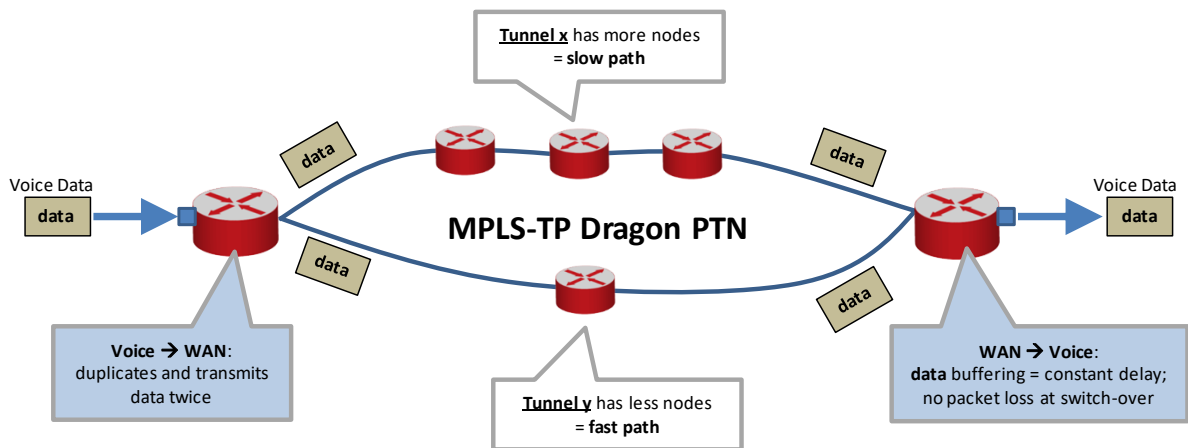 Tunnel x has more nodes
= slow path
data
data
Voice Data
data
Voice Data
data
MPLS-TP Dragon PTN
data
data
Voice → WAN:
duplicates and transmits
data twice
WAN → Voice:
data buffering = constant delay;
no packet loss at switch-over
Tunnel y has less nodes
= fast path